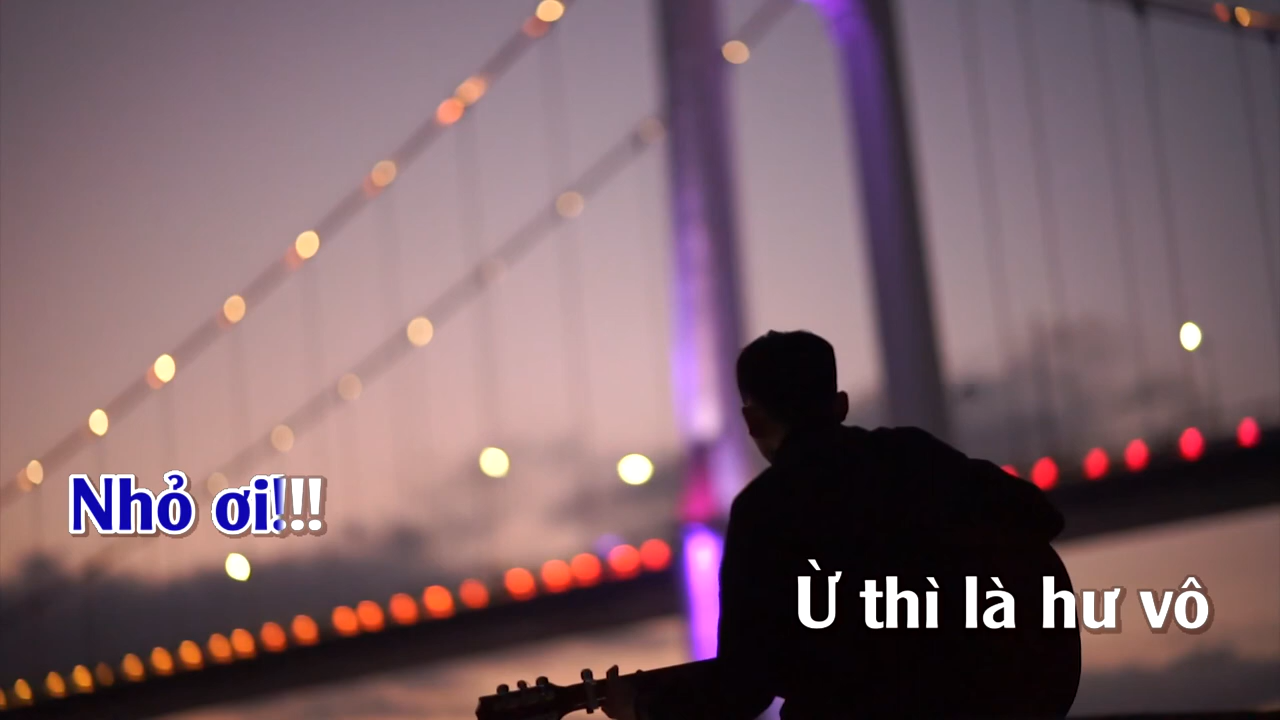 Nhỏ ơi!!!
Ừ thì là hư vô